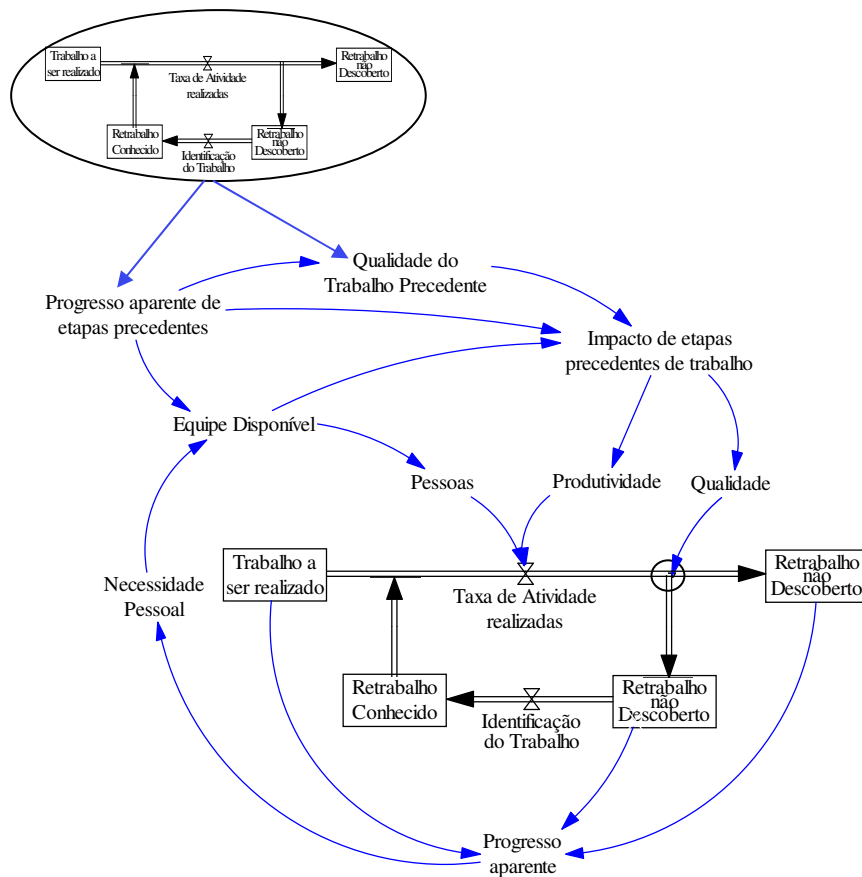 Trabalho a
ser realizado
Taxa de Atividade
realizadas
Retrabalho
não
Descoberto
Retrabalho
Conhecido
Identificação
do Trabalho
Retrabalho
não
Descoberto
Qualidade do
Trabalho Precedente
Progresso aparente de
etapas precedentes
Impacto de etapas
precedentes de trabalho
Equipe Disponível
Pessoas
Produtividade
Qualidade
Trabalho a
ser realizado
Taxa de Atividade
realizadas
Retrabalho
não
Descoberto
Necessidade
Pessoal
Retrabalho
Conhecido
Identificação
do Trabalho
Retrabalho
não
Descoberto
Progresso
aparente